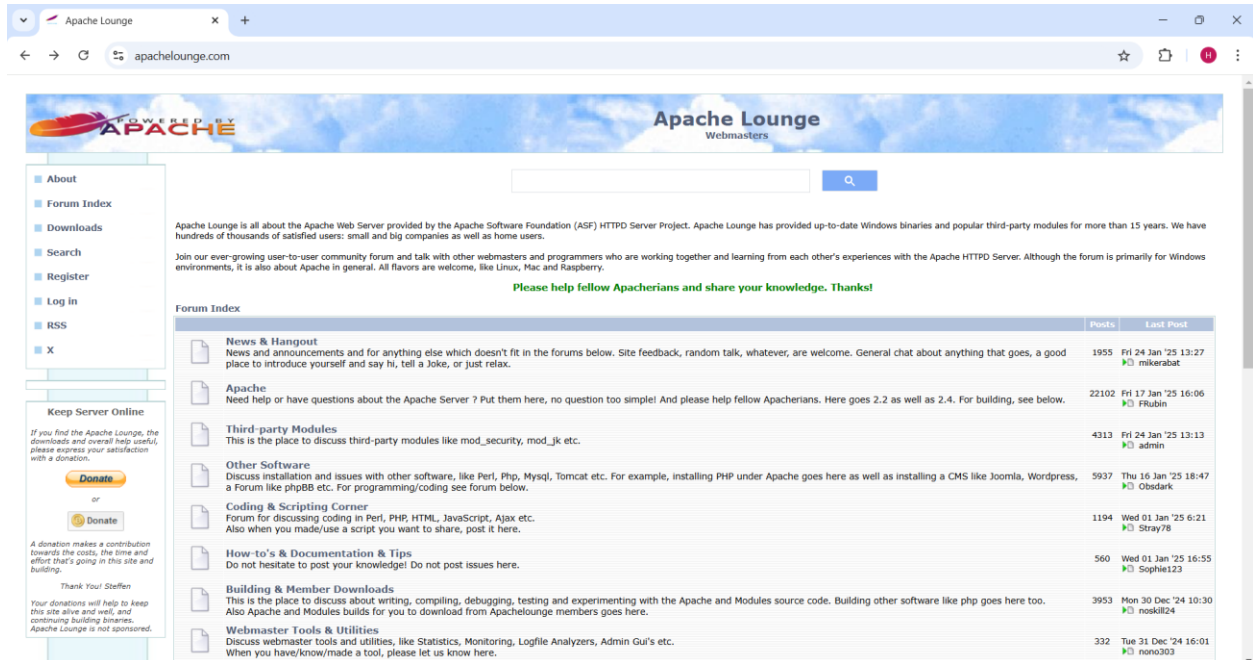 Apache Lounge
apachelounge.com
H
POWERED BY
APACHE
Apache Lounge
Webmasters
About
Forum Index
Downloads
Search
Register
Log in
RSS
X
Keep Server Online
If you find the Apache Lounge, the
downloads and overall help useful,
please express your satisfaction
with a donation.
Donate
or
Donate
A donation makes a contribution
towards the costs, the time and
effort that's going in this site and
building.
Thank You! Steffen
Your donations will help to keep
this site alive and well, and
continuing building binaries.
Apache Lounge is not sponsored.
Apache Lounge is all about the Apache Web Server provided by the Apache Software Foundation (ASF) HTTPD Server Project. Apache Lounge has provided up-to-date Windows binaries and popular third-party modules for more than 15 years. We have
hundreds of thousands of satisfied users: small and big companies as well as home users.
Join our ever-growing user-to-user community forum and talk with other webmasters and programmers who are working together and learning from each other's experiences with the Apache HTTPD Server. Although the forum is primarily for Windows
environments, it is also about Apache in general. All flavors are welcome, like Linux, Mac and Raspberry.
Please help fellow Apacherians and share your knowledge. Thanks!
Forum Index
Posts Last Post
News & Hangout
News and announcements and for anything else which doesn't fit in the forums below. Site feedback, random talk, whatever, are welcome. General chat about anything that goes, a good
place to introduce yourself and say hi, tell a Joke, or just relax.
1955 Fri 24 Jan '25 13:27
mikerabat
Apache
Need help or have questions about the Apache Server ? Put them here, no question too simple! And please help fellow Apacherians. Here goes 2.2 as well as 2.4. For building, see below.
22102 Fri 17 Jan '25 16:06
FRubin
Third-party Modules
This is the place to discuss third-party modules like mod_security, mod_jk etc.
4313 Fri 24 Jan '25 13:13
admin
Other Software
Discuss installation and issues with other software, like Perl, Php, Mysql, Tomcat etc. For example, installing PHP under Apache goes here as well as installing a CMS like Joomla, Wordpress,
a Forum like phpBB etc. For programming/coding see forum below.
5937 Thu 16 Jan '25 18:47
Obsdark
Coding & Scripting Corner
Forum for discussing coding in Perl, PHP, HTML, JavaScript, Ajax etc.
Also when you made/use a script you want to share, post it here.
1194 Wed 01 Jan '25 6:21
Stray78
How-to's & Documentation & Tips
Do not hesitate to post your knowledge! Do not post issues here.
560 Wed 01 Jan '25 16:55
Sophie123
Building & Member Downloads
This is the place to discuss about writing, compiling, debugging, testing and experimenting with the Apache and Modules source code. Building other software like php goes here too.
Also Apache and Modules builds for you to download from Apachelounge members goes here.
3953 Mon 30 Dec '24 10:30
noskill24
Webmaster Tools & Utilities
Discuss webmaster tools and utilities, like Statistics, Monitoring, Logfile Analyzers, Admin Gui's etc.
When you have/know/made a tool, please let us know here.
332 Tue 31 Dec '24 16:01
nono303